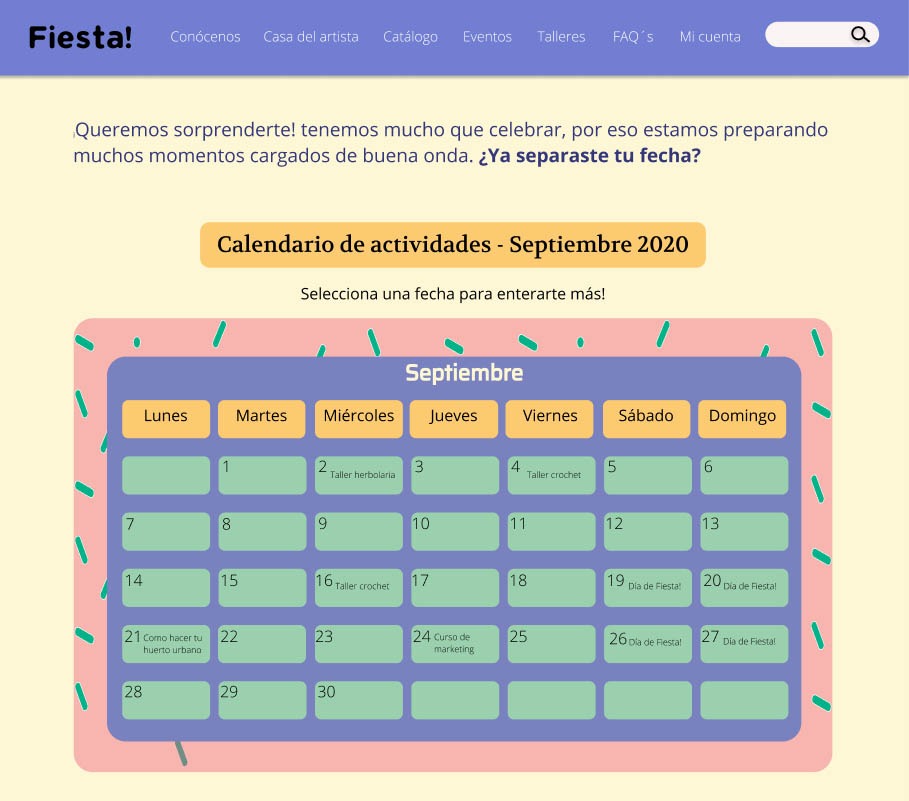 Fiesta!
Conócenos Casa del artista Catálogo Eventos Talleres FAQ´s Mi cuenta
¡Queremos sorprenderte! tenemos mucho que celebrar, por eso estamos preparando
muchos momentos cargados de buena onda. ¿Ya separaste tu fecha?
Calendario de actividades - Septiembre 2020
Selecciona una fecha para enterarte más!
Septiembre
Lunes Martes Miércoles Jueves Viernes Sábado Domingo
1 2 Taller herbolaria 3 4 Taller crochet 5 6
7 8 9 10 11 12 13
14 15 16 Taller crochet 17 18 19 Día de Fiesta! 20 Día de Fiesta!
21 Como hacer tu huerto urbano 22 23 24 Curso de marketing 25 26 Día de Fiesta! 27 Día de Fiesta!
28 29 30